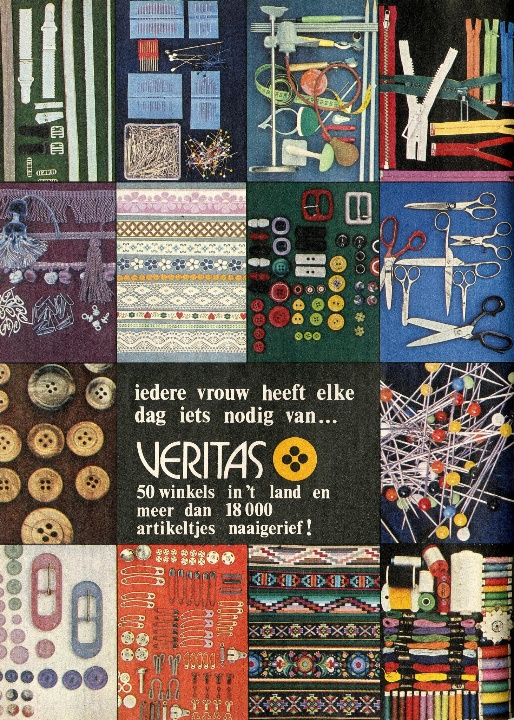 iedere vrouw heeft elke
dag iets nodig van...
VERITAS
50 winkels in't land en
meer dan 18 000
artikeltjes naaigerief!